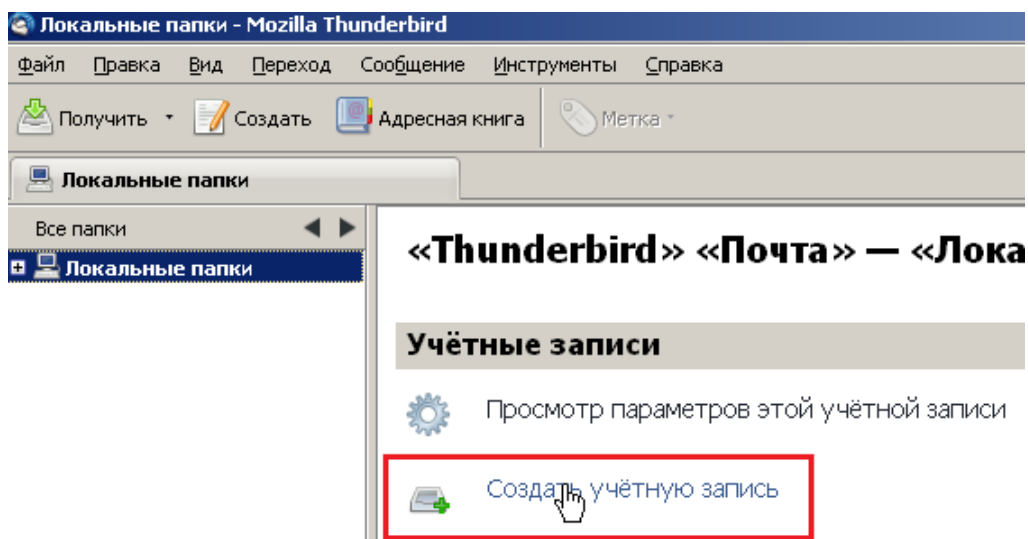 Локальные папки - Mozilla Thunderbird
Файл Правка Вид Переход Сообщение Инструменты Справка
Получить Создать Адресная книга Метка
Локальные папки
Все папки
Локальные папки
«Thunderbird» «Почта» — «Лока
Учётные записи
Просмотр параметров этой учётной записи
Создать учётную запись